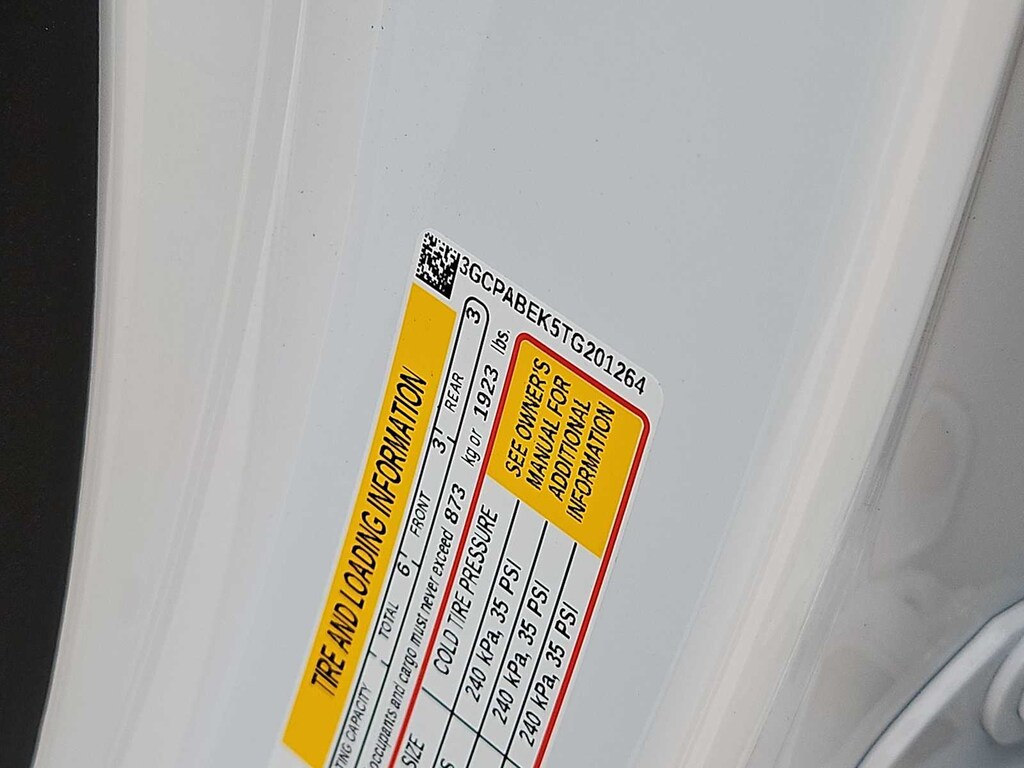 3GCPABEK5TG201264
TIRE AND LOADING INFORMATION
TING CAPACITY TOTAL 6 FRONT 3 REAR 3
occupants and cargo must never exceed 873 kg or 1923 lbs.
SIZE COLD TIRE PRESSURE
SEE OWNER'S
MANUAL FOR
ADDITIONAL
INFORMATION
S 240 kPa, 35 PSI
240 kPa, 35 PSI
240 kPa, 35 PSI